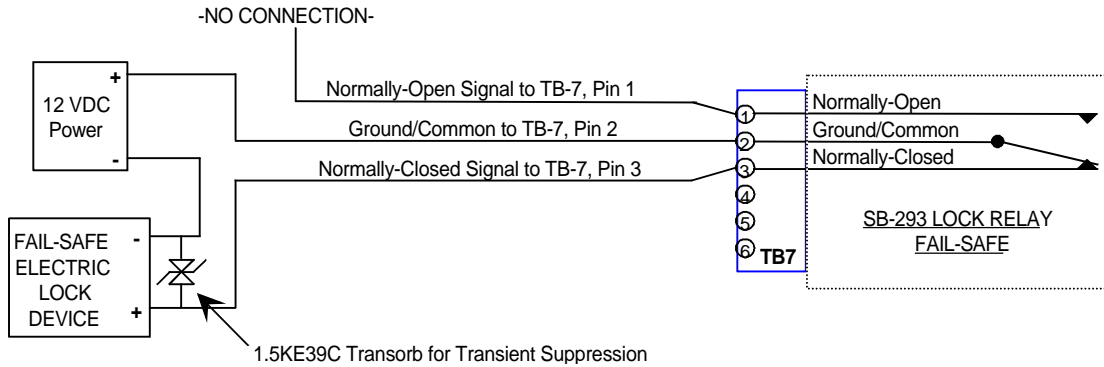 -NO CONNECTION-
+
12 VDC
Power
-
Normally-Open Signal to TB-7, Pin 1
Ground/Common to TB-7, Pin 2
Normally-Closed Signal to TB-7, Pin 3
1
2
3
4
5
6
TB7
Normally-Open
Ground/Common
Normally-Closed
SB-293 LOCK RELAY
FAIL-SAFE
FAIL-SAFE
ELECTRIC
LOCK
DEVICE
-
+
1.5KE39C Transorb for Transient Suppression